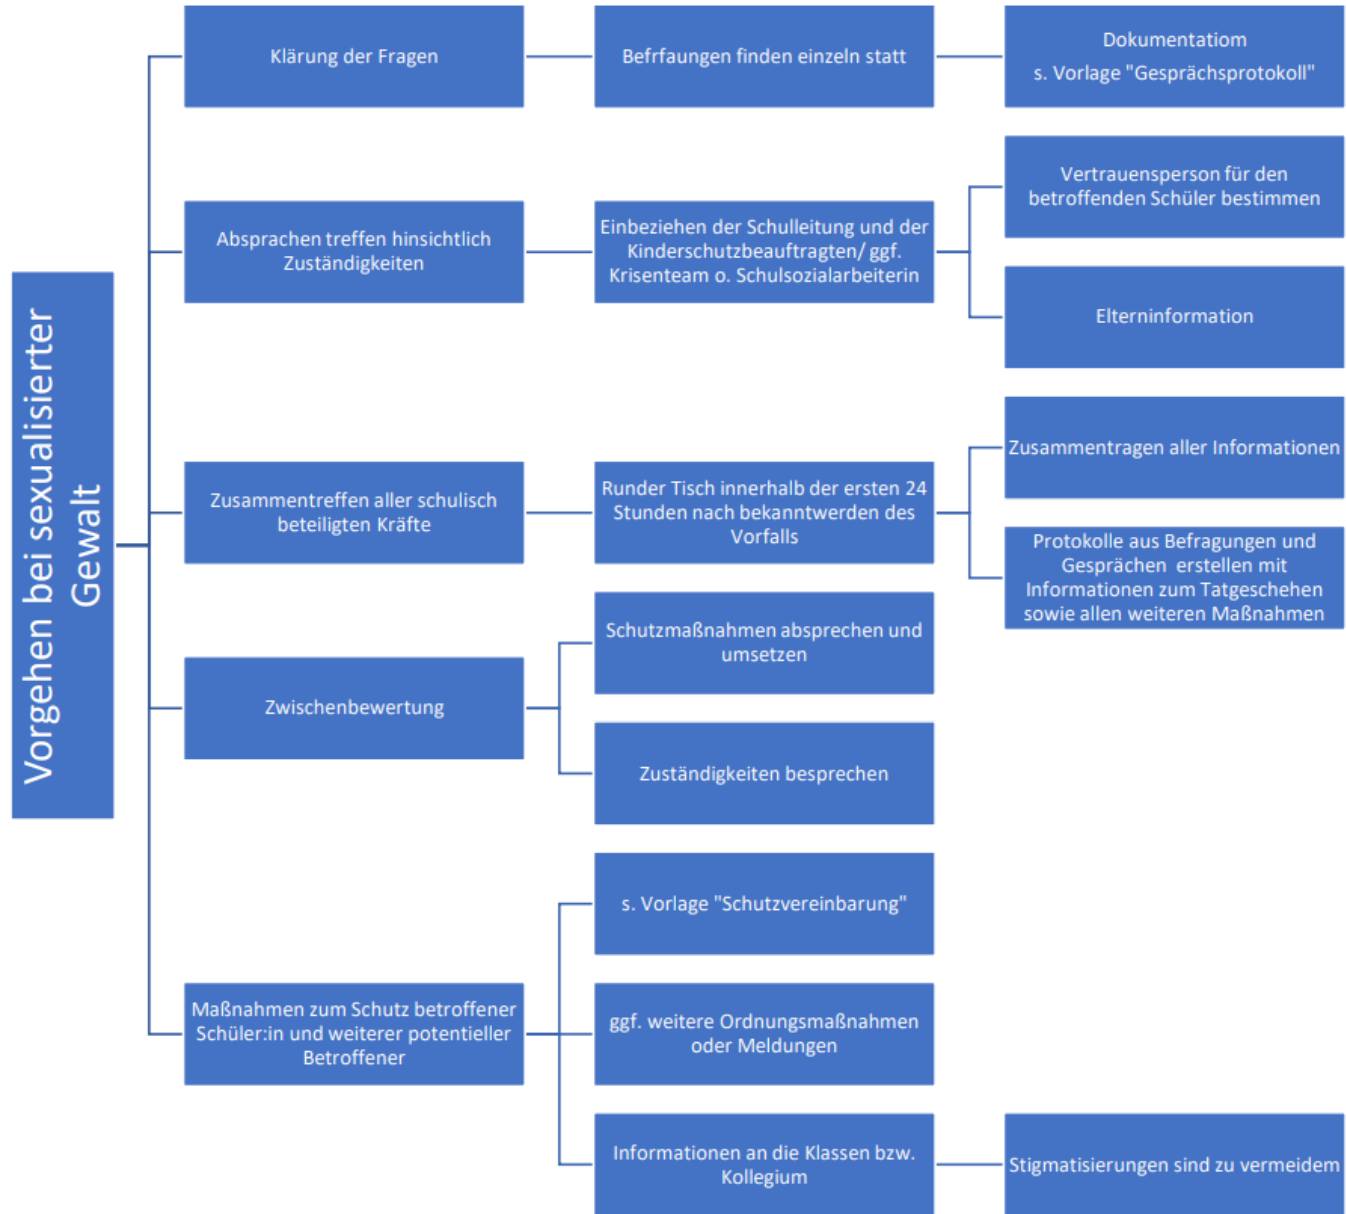 Vorgehen bei sexualisierter
Gewalt
Klärung der Fragen
Befrfaungen finden einzeln statt
Dokumentatiom
s. Vorlage "Gesprächsprotokoll"
Absprachen treffen hinsichtlich
Zuständigkeiten
Einbeziehen der Schulleitung und der
Kinderschutzbeauftragten/ ggf.
Krisenteam o. Schulsozialarbeiterin
Vertrauensperson für den
betroffenden Schüler bestimmen
Elterninformation
Zusammentreffen aller schulisch
beteiligten Kräfte
Runder Tisch innerhalb der ersten 24
Stunden nach bekanntwerden des
Vorfalls
Zusammentragen aller Informationen
Protokolle aus Befragungen und
Gesprächen erstellen mit
Informationen zum Tatgeschehen
sowie allen weiteren Maßnahmen
Zwischenbewertung
Schutzmaßnahmen absprechen und
umsetzen
Zuständigkeiten besprechen
Maßnahmen zum Schutz betroffener
Schüler:in und weiterer potentieller
Betroffener
s. Vorlage "Schutzvereinbarung"
ggf. weitere Ordnungsmaßnahmen
oder Meldungen
Informationen an die Klassen bzw.
Kollegium
Stigmatisierungen sind zu vermeidem